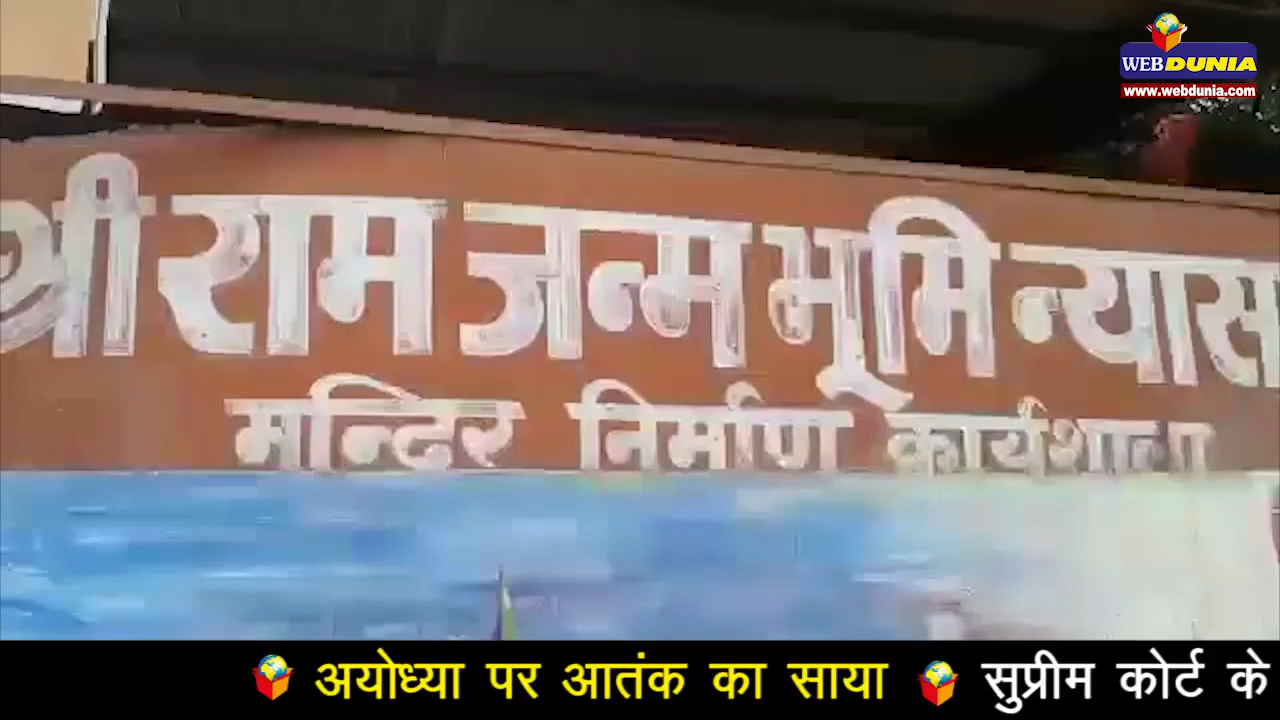 WEBDUNIA
www.webdunia.com
श्री राम जन्मभूमि न्यास
मन्दिर निर्माण कार्यशाला
अयोध्या पर आतंक का साया सुप्रीम कोर्ट के